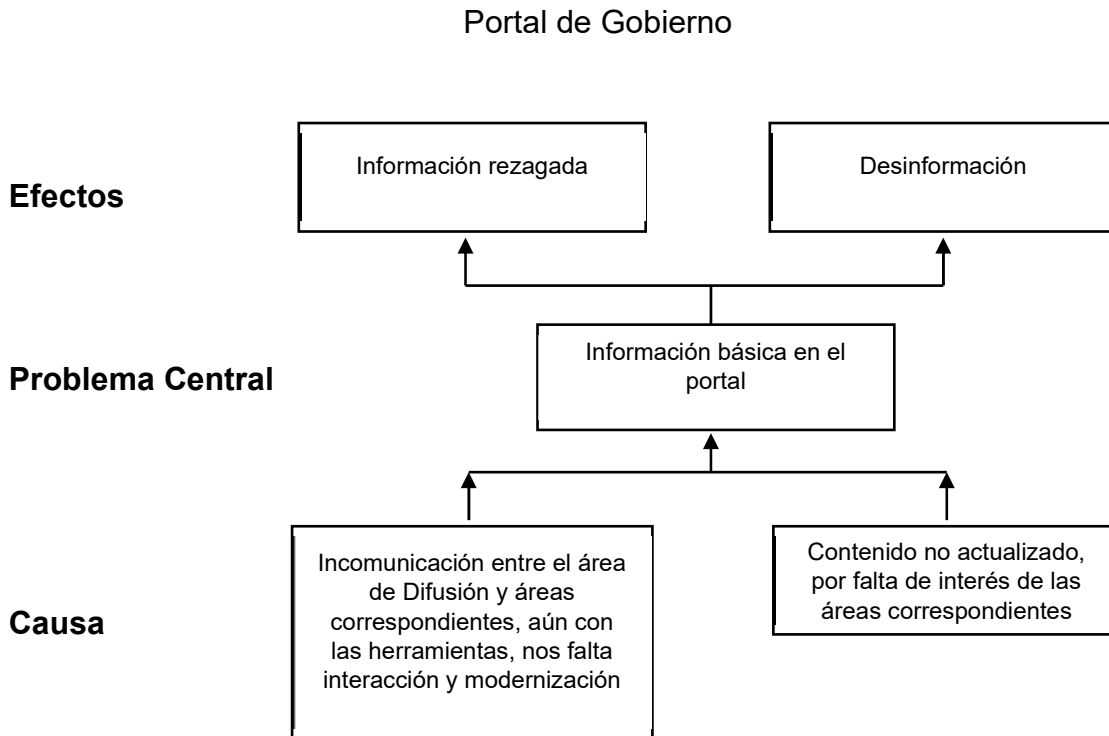 Portal de Gobierno
Información rezagada
Desinformación
Efectos
Información básica en el
portal
Problema Central
Incomunicación entre el área
de Difusión y áreas
correspondientes, aún con
las herramientas, nos falta
interacción y modernización
Contenido no actualizado,
por falta de interés de las
áreas correspondientes
Causa